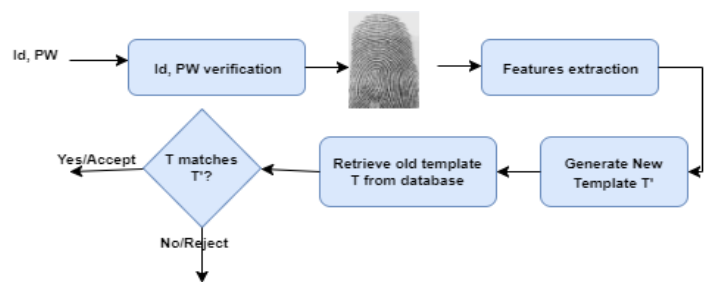 Id, PW
Id, PW verification
Features extraction
Generate New
Template T'
Retrieve old template
T from database
T matches
T'?
Yes/Accept
No/Reject